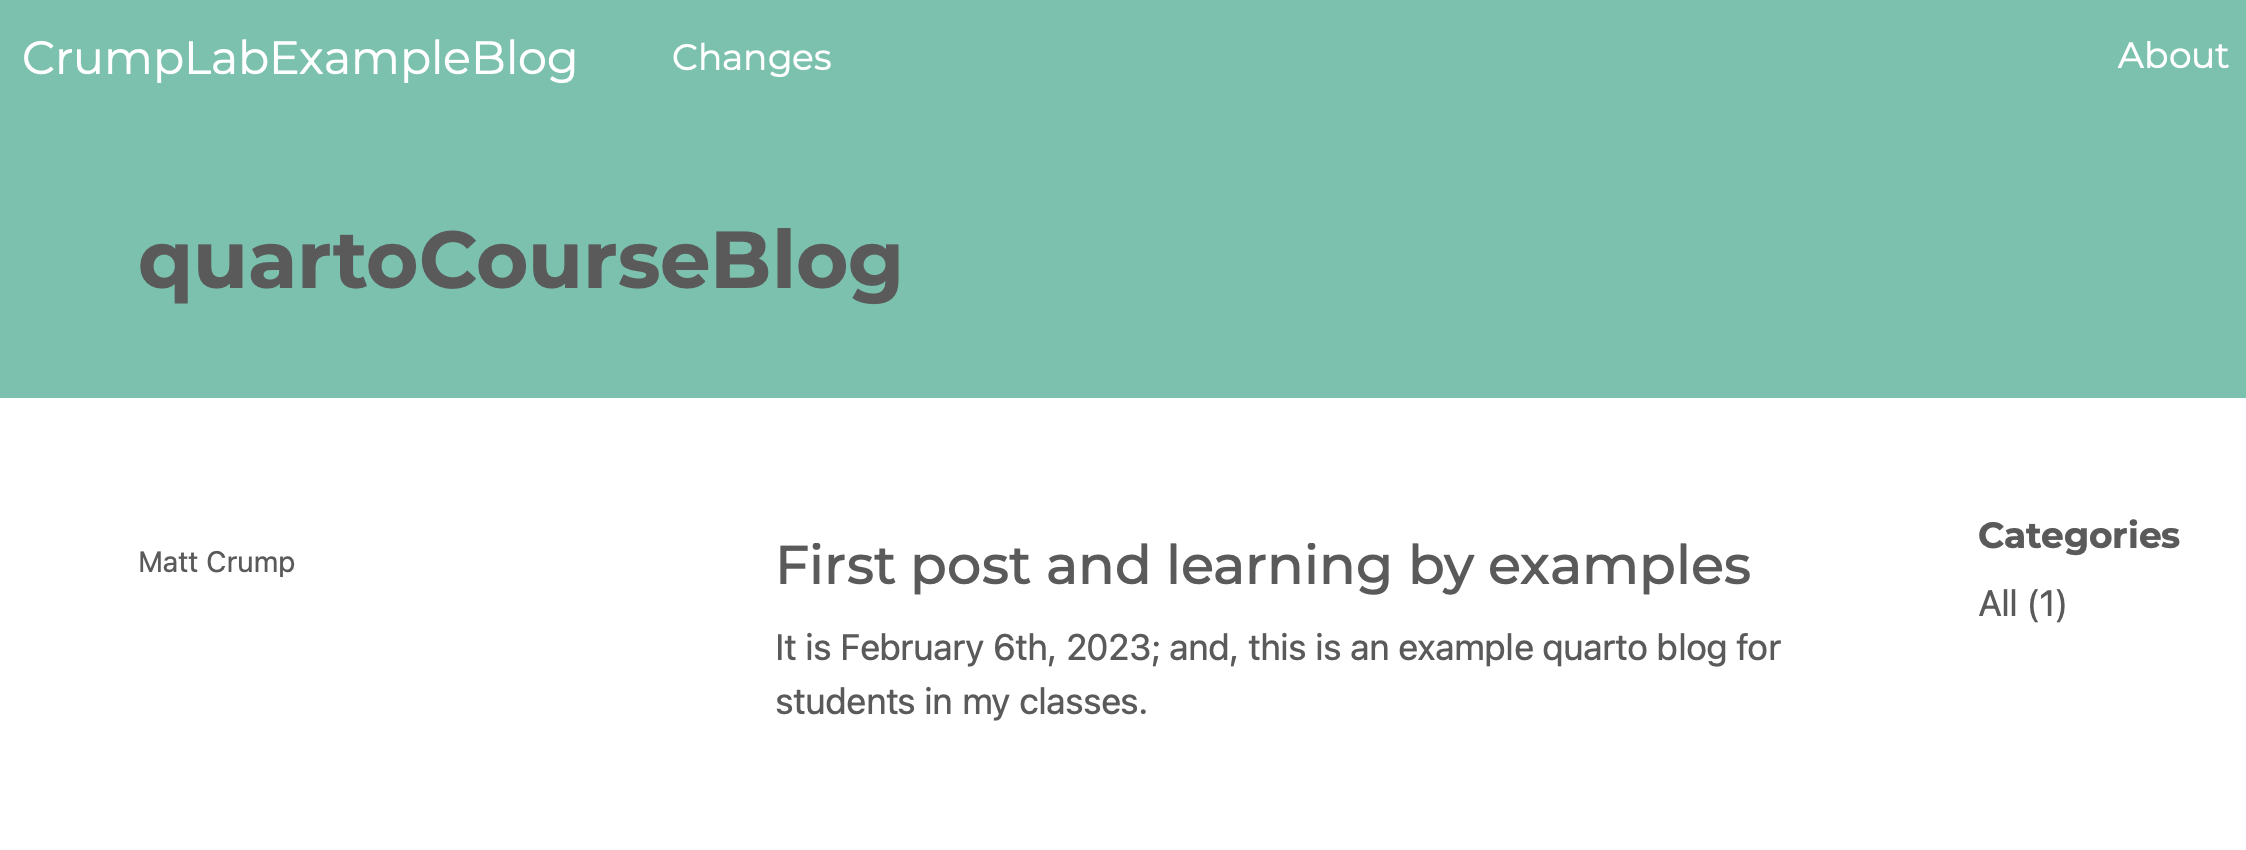 CrumpLabExampleBlog Changes About
quartoCourseBlog
Matt Crump
First post and learning by examples
It is February 6th, 2023; and, this is an example quarto blog for
students in my classes.
Categories
All (1)